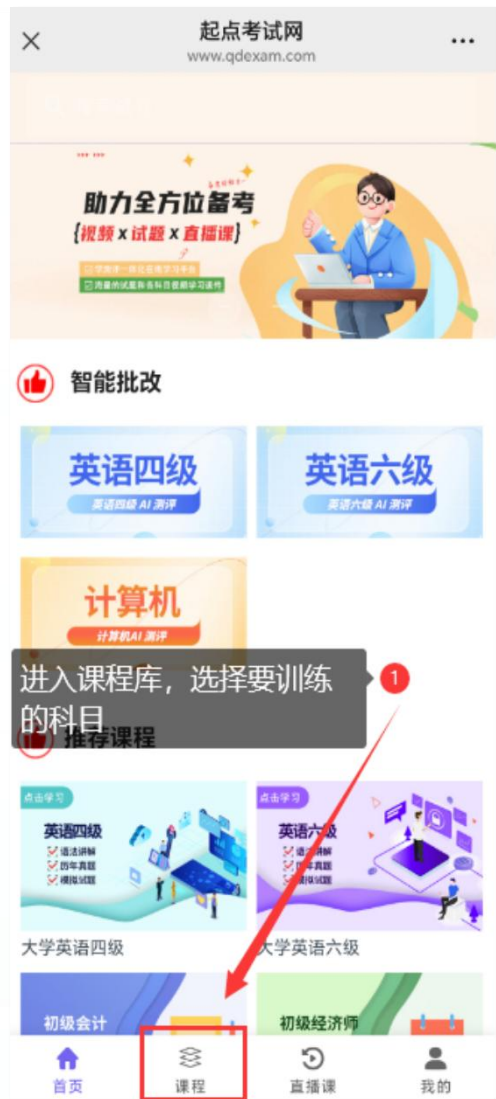 起点考试网
www.qdexam.com
助力全方位备考
{视频 x 试题 x 直播课}
智能批改
英语四级
英语四级 AI 测评
英语六级
英语六级 AI 测评
计算机
计算机AI 测评
进入课程库，选择要训练
的科目
1
推荐课程
点击学习
英语四级
语法讲解
历年真题
模拟试题
大学英语四级
点击学习
英语六级
语法讲解
历年真题
模拟试题
大学英语六级
初级会计
初级经济师
首页
课程
直播课
我的